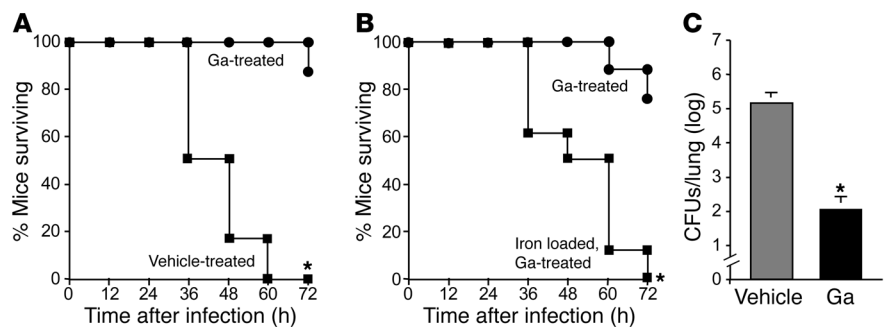 A
% Mice surviving
100
80
60
40
20
0
Ga-treated
Vehicle-treated
*
0 12 24 36 48 60 72
Time after infection (h)
B
% Mice surviving
100
80
60
40
20
0
Ga-treated
Iron loaded,
Ga-treated
*
0 12 24 36 48 60 72
Time after infection (h)
C
CFUs/lung (log)
7
6
5
4
3
2
1
0
*
Vehicle Ga